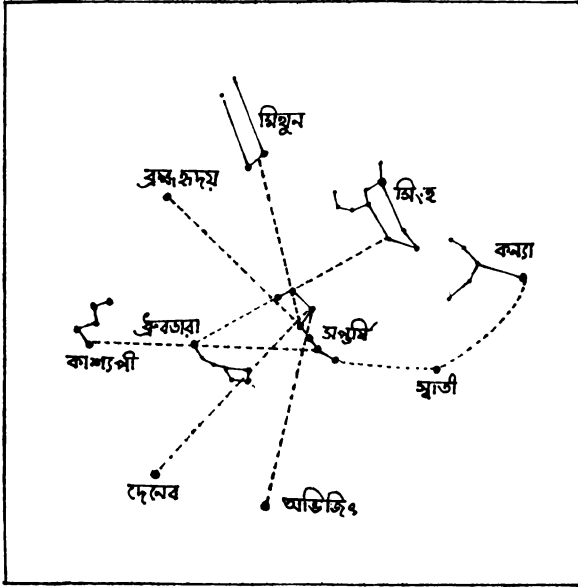 মিথুন
ব্রহ্মহৃদয়
সিংহ
কন্যা
ধ্রুবতারা
সপ্তর্ষি
কাশ্যপী
স্বাতী
দেনেব
অভিজিৎ